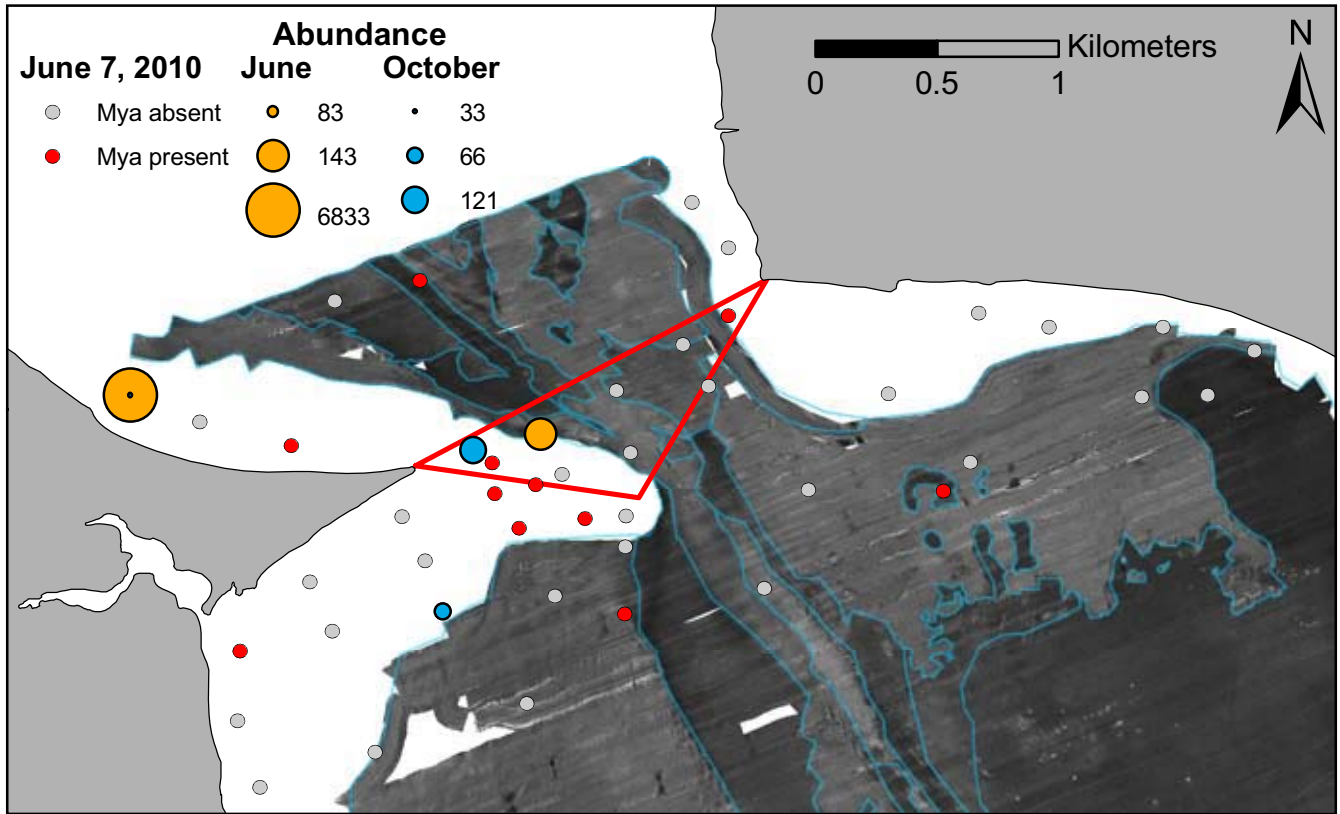 Abundance
June 7, 2010 June October
Mya absent 83 33
Mya present 143 66
6833 121
Kilometers
0 0.5 1
N